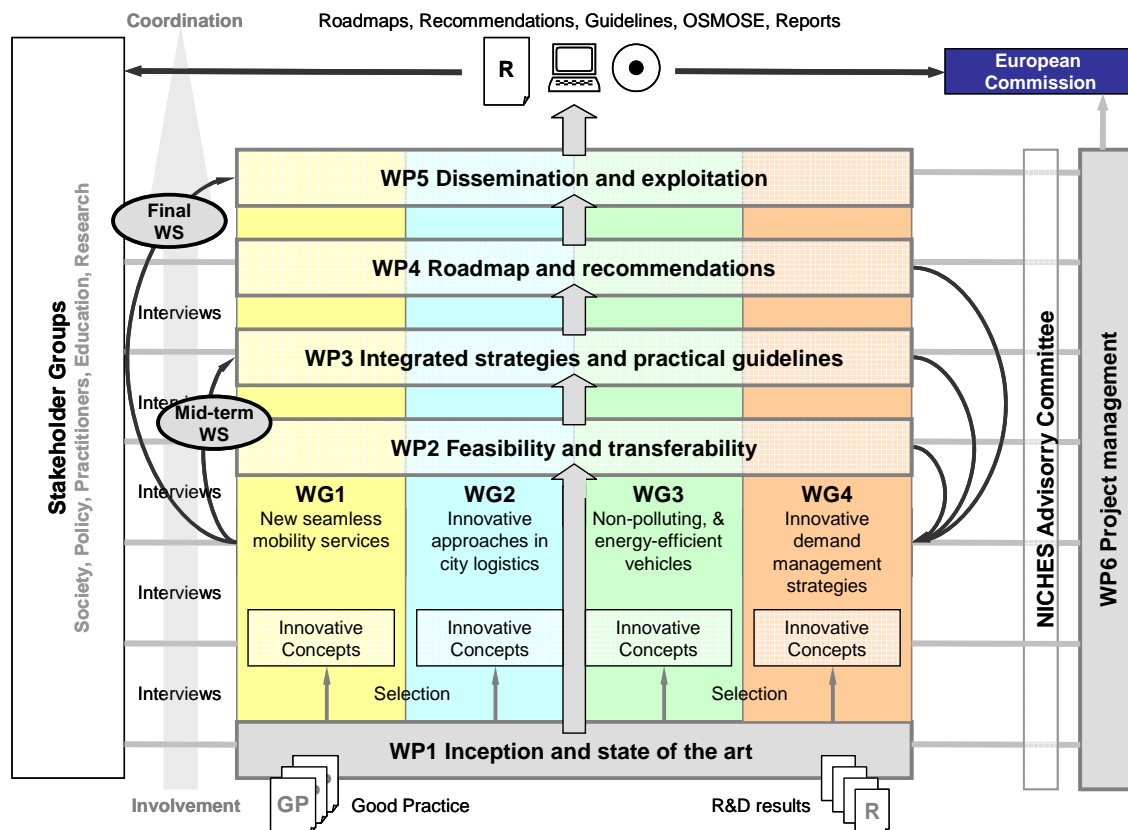 Coordination
Roadmaps, Recommendations, Guidelines, OSMOSE, Reports
R
European
Commission
WP5 Dissemination and exploitation
Final
WS
WP4 Roadmap and recommendations
Interviews
WP3 Integrated strategies and practical guidelines
Interviews
Mid-term
WS
WP2 Feasibility and transferability
Stakeholder Groups
Society, Policy, Practitioners, Education, Research
NICHES Advisorry Committee
WP6 Project management
Interviews
WG1
New seamless
mobility services
WG2
Innovative
approaches in
city logistics
WG3
Non-polluting, &
energy-efficient
vehicles
WG4
Innovative
demand
management
strategies
Interviews
Innovative
Concepts
Innovative
Concepts
Innovative
Concepts
Innovative
Concepts
Interviews
Selection
Selection
WP1 Inception and state of the art
Involvement
GP
Good Practice
R&D results
R